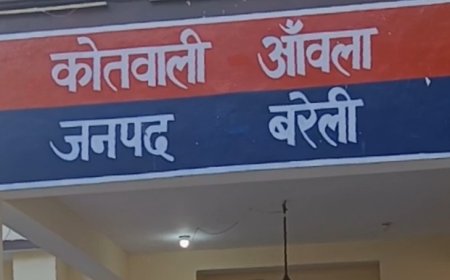 कोतवाली आँवला
जनपद बरेली